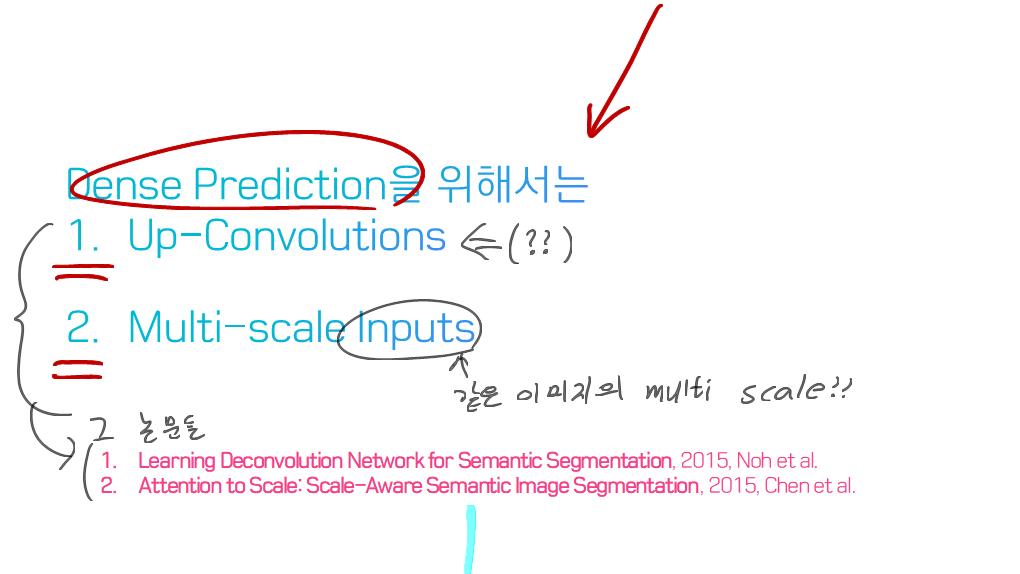 Dense Prediction을 위해서는
1. Up-Convolutions ⇐(??)
2. Multi-scale Inputs
같은 이미지의 multi scale??
그 논문들
1. Learning Deconvolution Network for Semantic Segmentation, 2015, Noh et al.
2. Attention to Scale: Scale-Aware Semantic Image Segmentation, 2015, Chen et al.